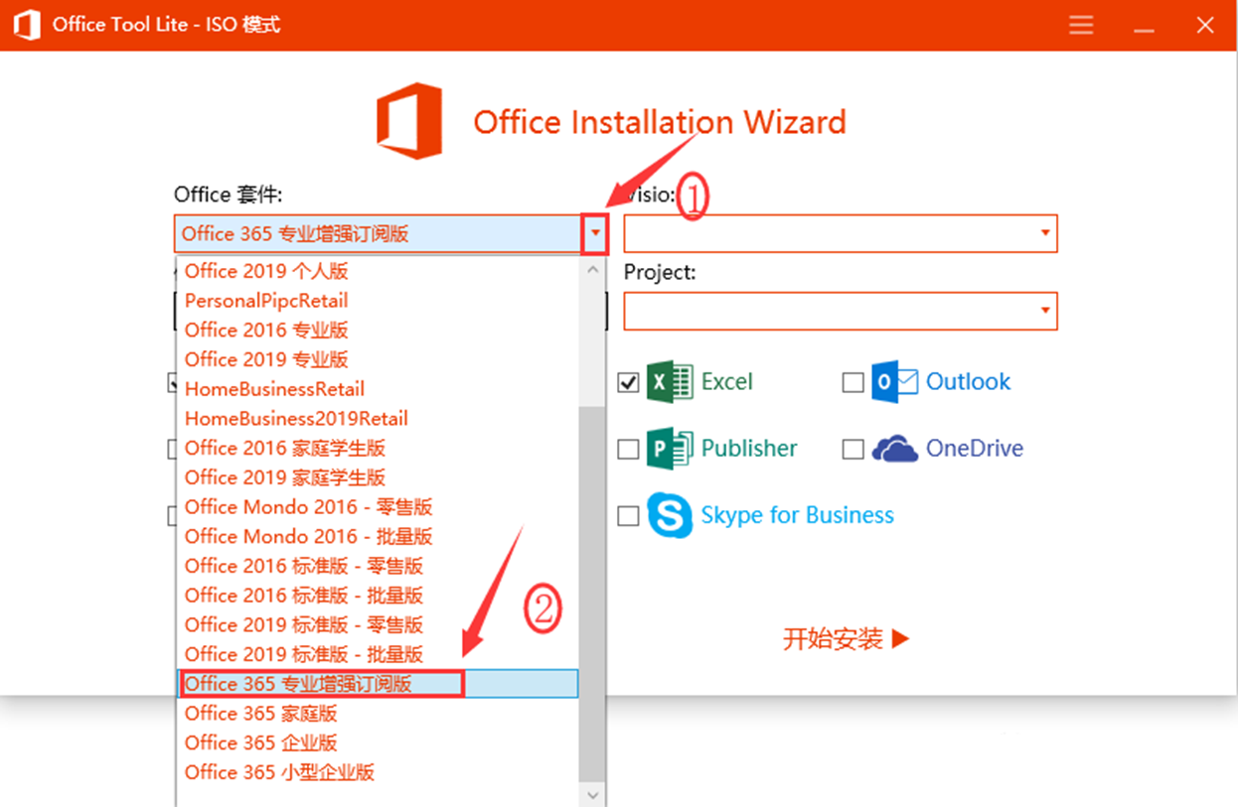 Office Tool Lite - ISO 模式
Office Installation Wizard
Office 套件:
Visio:
①
Office 365 专业增强订阅版
Project:
Office 2019 个人版
PersonalPipcRetail
Office 2016 专业版
Office 2019 专业版
HomeBusinessRetail
HomeBusiness2019Retail
Office 2016 家庭学生版
Office 2019 家庭学生版
Office Mondo 2016 - 零售版
Office Mondo 2016 - 批量版
Office 2016 标准版 - 零售版
Office 2016 标准版 - 批量版
Office 2019 标准版 - 零售版
Office 2019 标准版 - 批量版
Office 365 专业增强订阅版
Office 365 家庭版
Office 365 企业版
Office 365 小型企业版
②
Excel
Outlook
Publisher
OneDrive
Skype for Business
开始安装